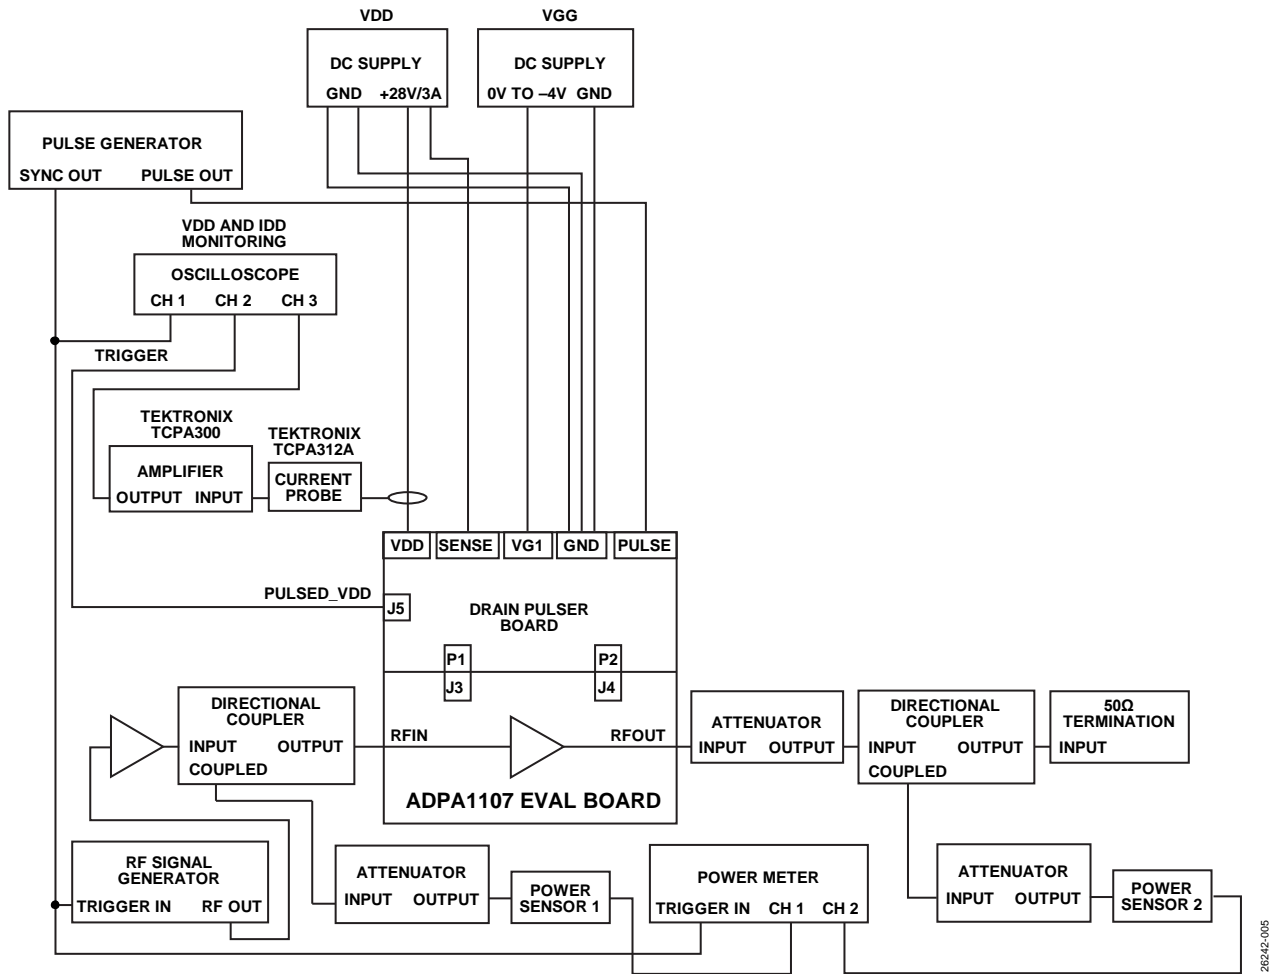 VDD
DC SUPPLY
GND +28V/3A
VGG
DC SUPPLY
0V TO –4V GND
PULSE GENERATOR
SYNC OUT PULSE OUT
VDD AND IDD
MONITORING
OSCILLOSCOPE
CH 1 CH 2 CH 3
TRIGGER
TEKTRONIX
TCPA300
AMPLIFIER
OUTPUT INPUT
TEKTRONIX
TCPA312A
CURRENT
PROBE
VDD SENSE VG1 GND PULSE
PULSED_VDD
J5
DRAIN PULSER
BOARD
P1 P2
J3 J4
DIRECTIONAL
COUPLER
INPUT OUTPUT
COUPLED
RFIN RFOUT
ADPA1107 EVAL BOARD
ATTENUATOR
INPUT OUTPUT
DIRECTIONAL
COUPLER
INPUT OUTPUT
COUPLED
50Ω
TERMINATION
INPUT
RF SIGNAL
GENERATOR
TRIGGER IN RF OUT
ATTENUATOR
INPUT OUTPUT
POWER
SENSOR 1
POWER METER
TRIGGER IN CH 1 CH 2
ATTENUATOR
INPUT OUTPUT
POWER
SENSOR 2
26242-005